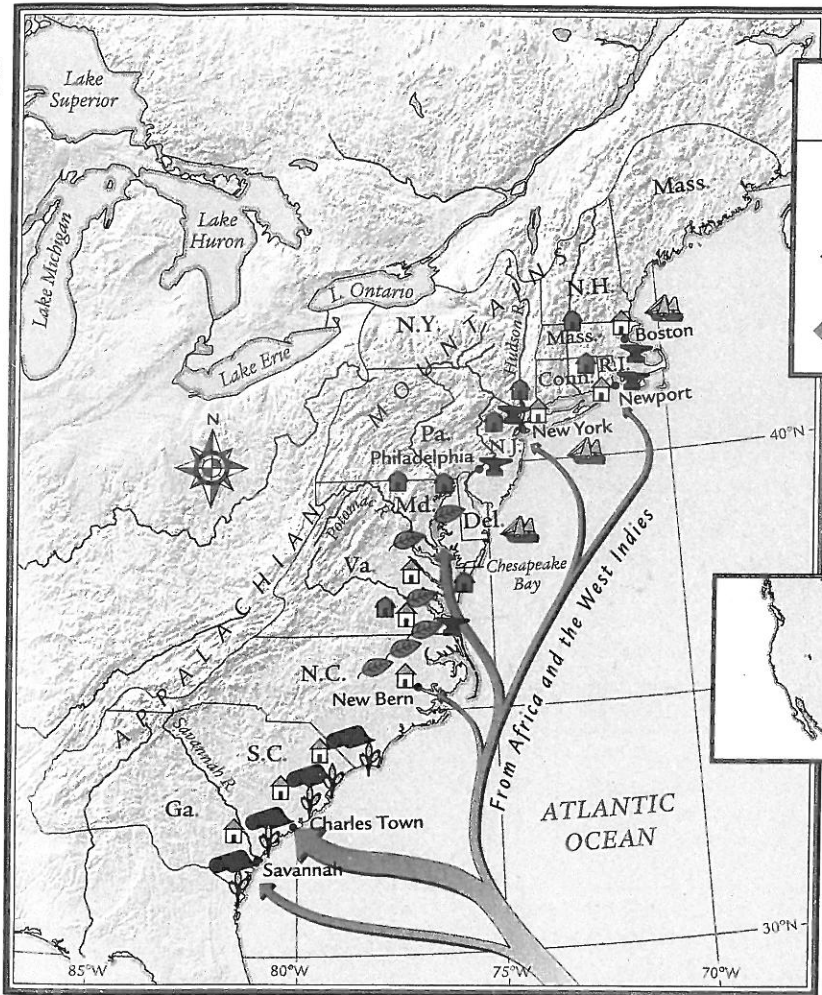 Lake
Superior
Lake Michigan
Lake
Huron
L. Ontario
Lake Erie
Mass.
N.H.
N.Y.
Hudson R.
Mass.
Boston
Conn.
R.I.
Newport
New York
Pa.
N.J.
Philadelphia
40°N
N
Md.
Del.
Potomac
Va.
Chesapeake
Bay
APPALACHIAN MOUNTAINS
N.C.
New Bern
From Africa and the West Indies
Savannah R.
S.C.
Ga.
Charles Town
Savannah
ATLANTIC
OCEAN
30°N
85°W
80°W
75°W
70°W